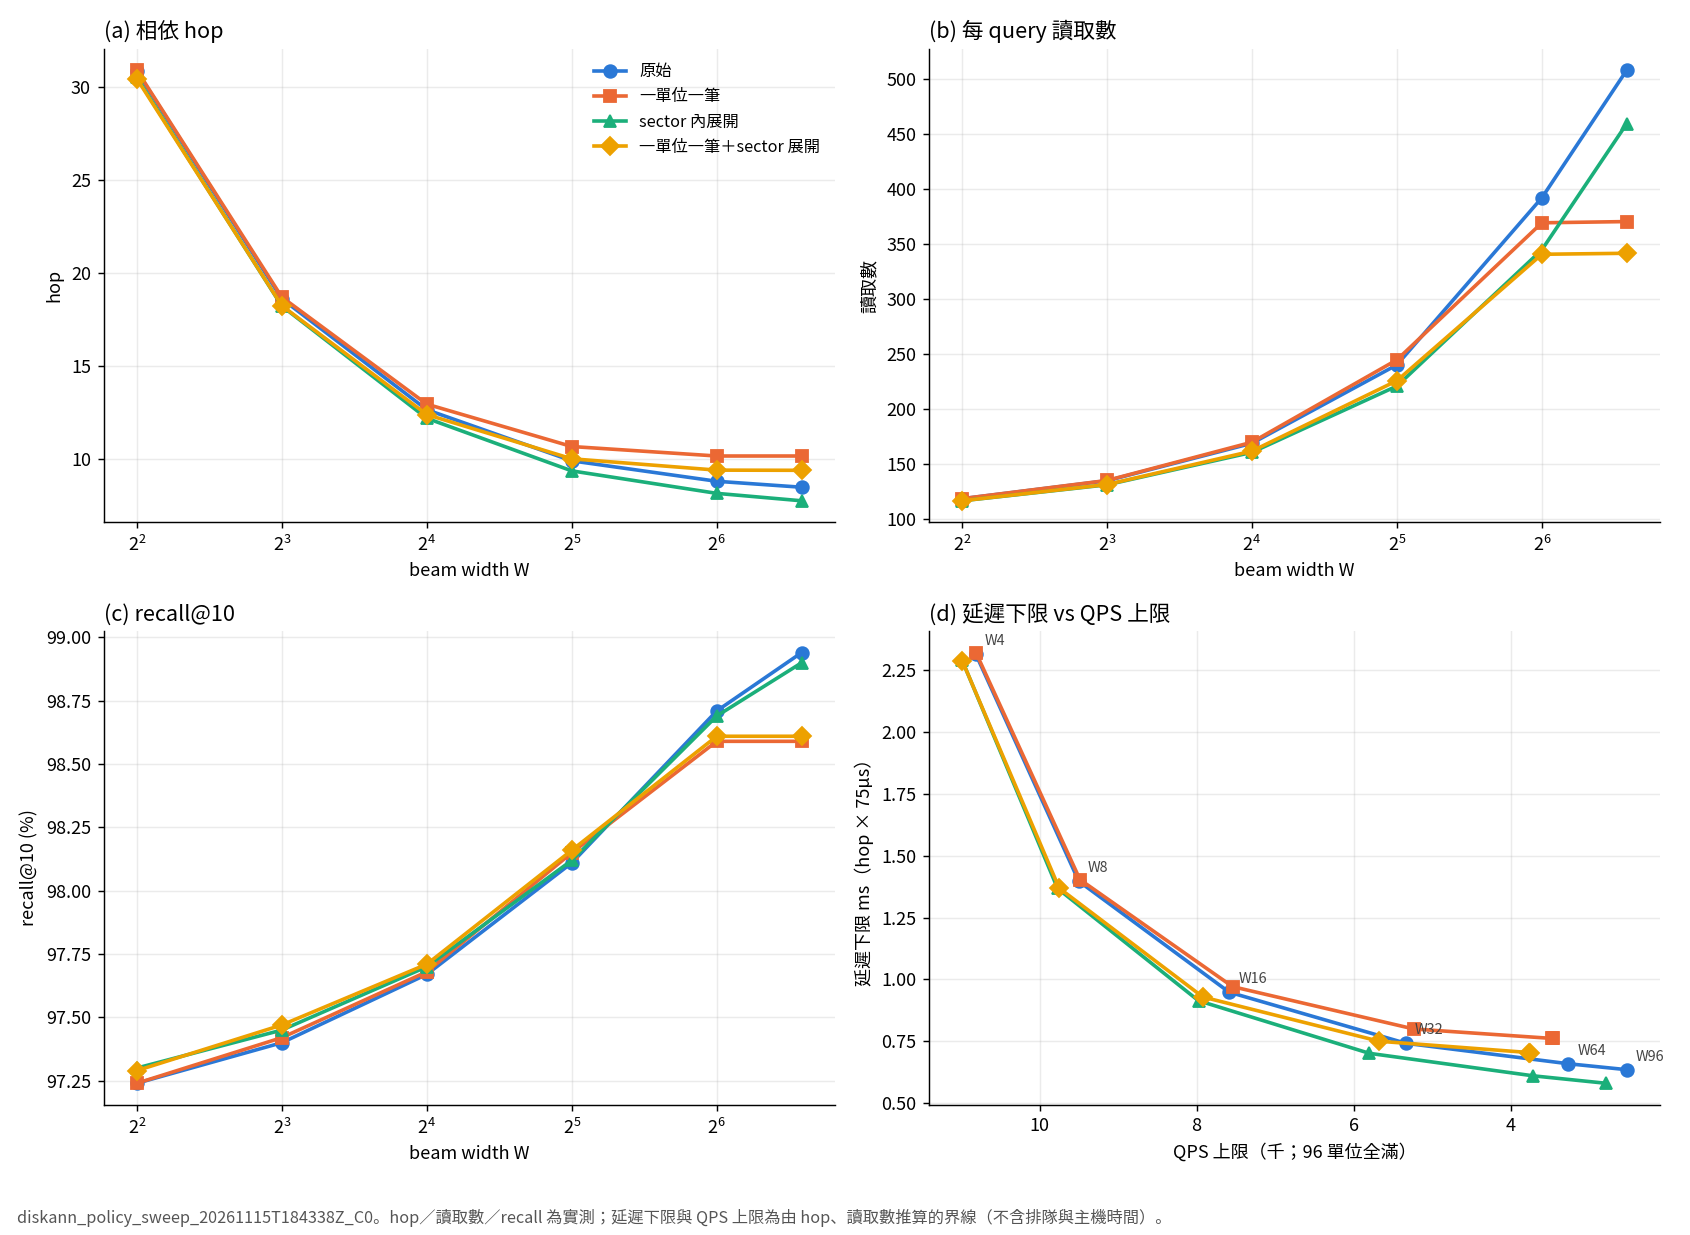 (a) 相依 hop
30
25
20
15
10
hop
2²
2³
2⁴
2⁵
2⁶
beam width W
原始
一單位一筆
sector 內展開
一單位一筆＋sector 展開
(b) 每 query 讀取數
500
450
400
350
300
250
200
150
100
讀取數
2²
2³
2⁴
2⁵
2⁶
beam width W
(c) recall@10
99.00
98.75
98.50
98.25
98.00
97.75
97.50
97.25
recall@10 (%)
2²
2³
2⁴
2⁵
2⁶
beam width W
(d) 延遲下限 vs QPS 上限
2.25
2.00
1.75
1.50
1.25
1.00
0.75
0.50
延遲下限 ms（hop × 75µs）
W4
W8
W16
W32
W64
W96
10
8
6
4
QPS 上限（千；96 單位全滿）
diskann_policy_sweep_20261115T184338Z_C0。hop／讀取數／recall 為實測；延遲下限與 QPS 上限為由 hop、讀取數推算的界線（不含排隊與主機時間）。